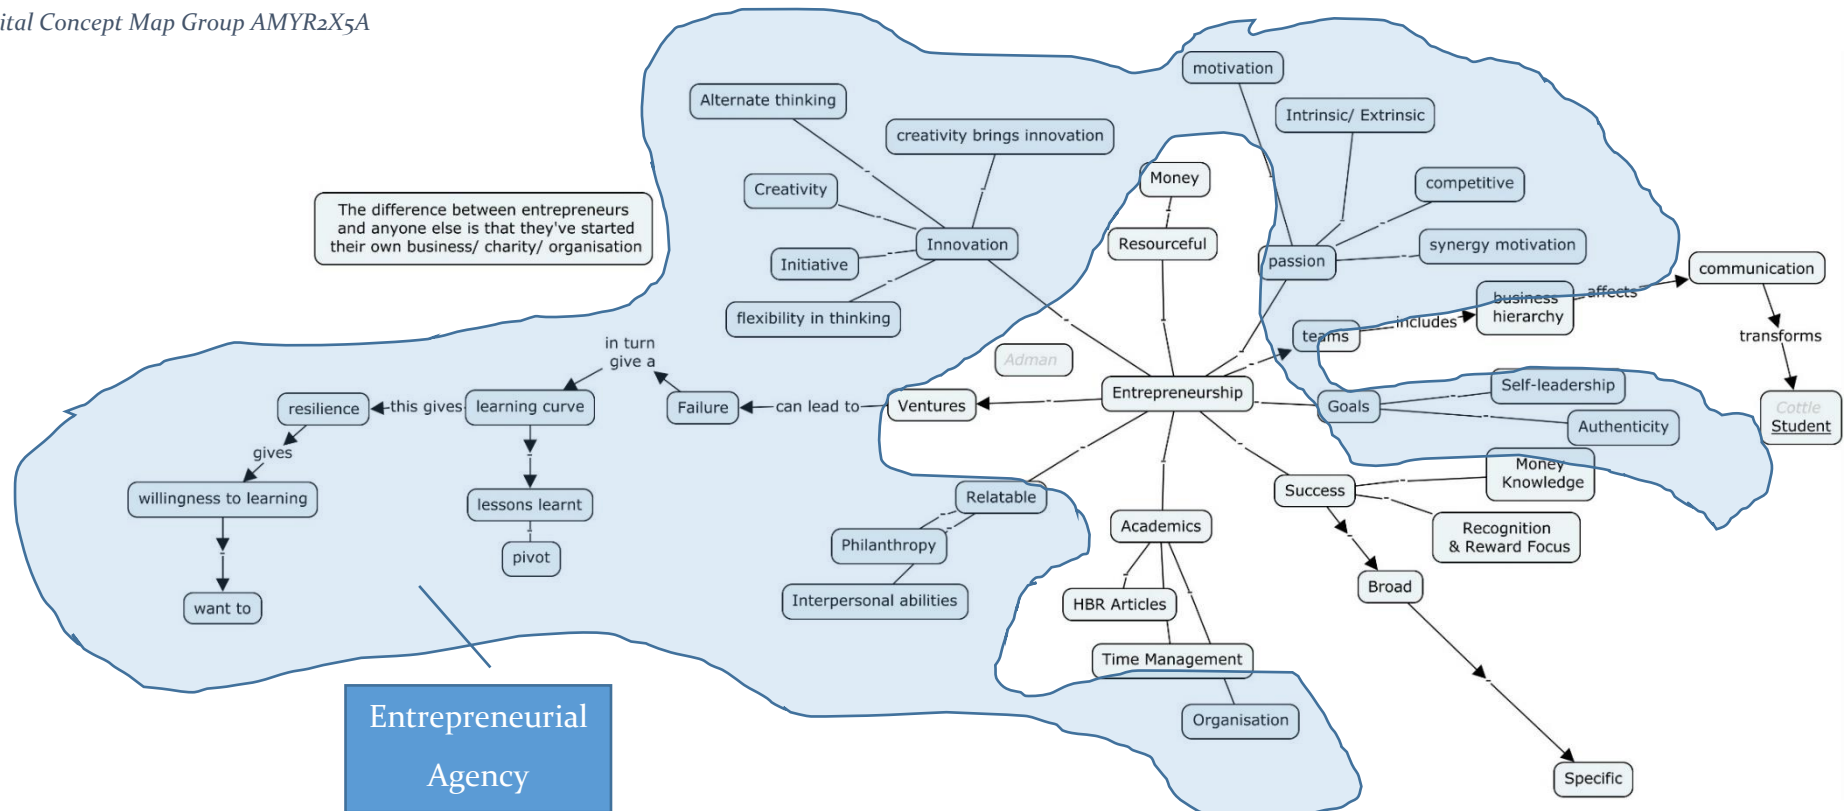 ital Concept Map Group AMYR2X5A
motivation
Alternate thinking
Intrinsic/ Extrinsic
creativity brings innovation
Money
Creativity
competitive
The difference between entrepreneurs
and anyone else is that they've started
their own business/ charity/ organisation
Innovation
Resourceful
synergy motivation
Initiative
passion
communication
flexibility in thinking
business
hierarchy
affects
includes
teams
transforms
in turn
give a
Adman
Entrepreneurship
Self-leadership
resilience
this gives
learning curve
Failure
can lead to
Ventures
Goals
Authenticity
Cottle
Student
gives
willingness to learning
lessons learnt
Relatable
Success
Money
Knowledge
Academics
Recognition
& Reward Focus
Philanthropy
pivot
Broad
want to
Interpersonal abilities
HBR Articles
Time Management
Organisation
Specific
Entrepreneurial
Agency